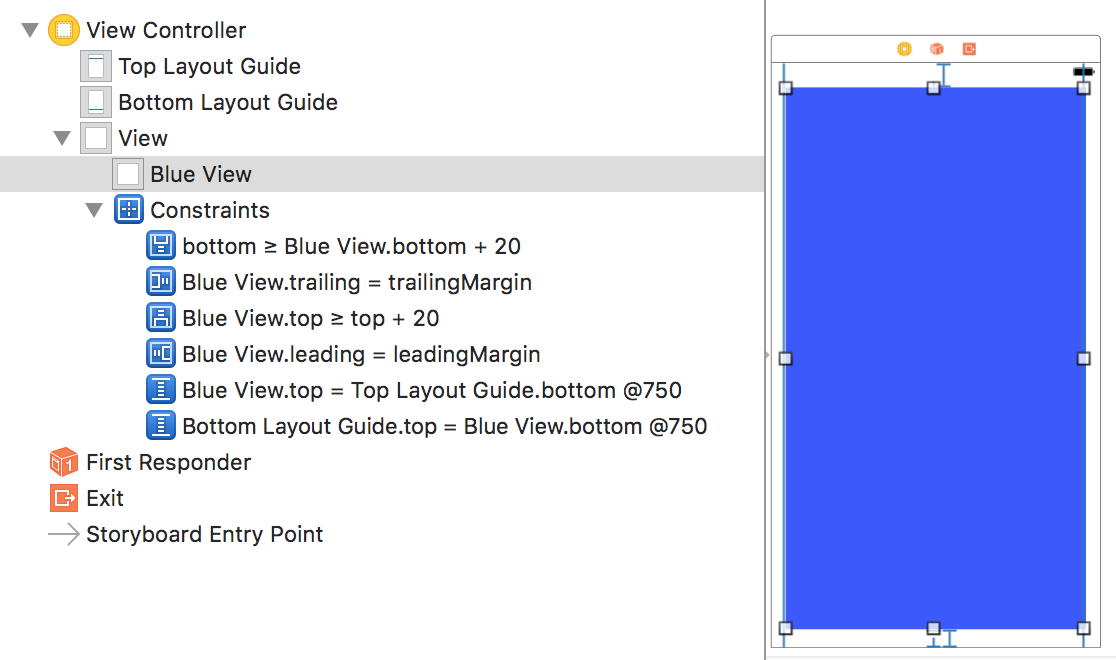 View Controller
Top Layout Guide
Bottom Layout Guide
View
Blue View
Constraints
bottom ≥ Blue View.bottom + 20
Blue View.trailing = trailingMargin
Blue View.top ≥ top + 20
Blue View.leading = leadingMargin
Blue View.top = Top Layout Guide.bottom @750
Bottom Layout Guide.top = Blue View.bottom @750
First Responder
Exit
Storyboard Entry Point